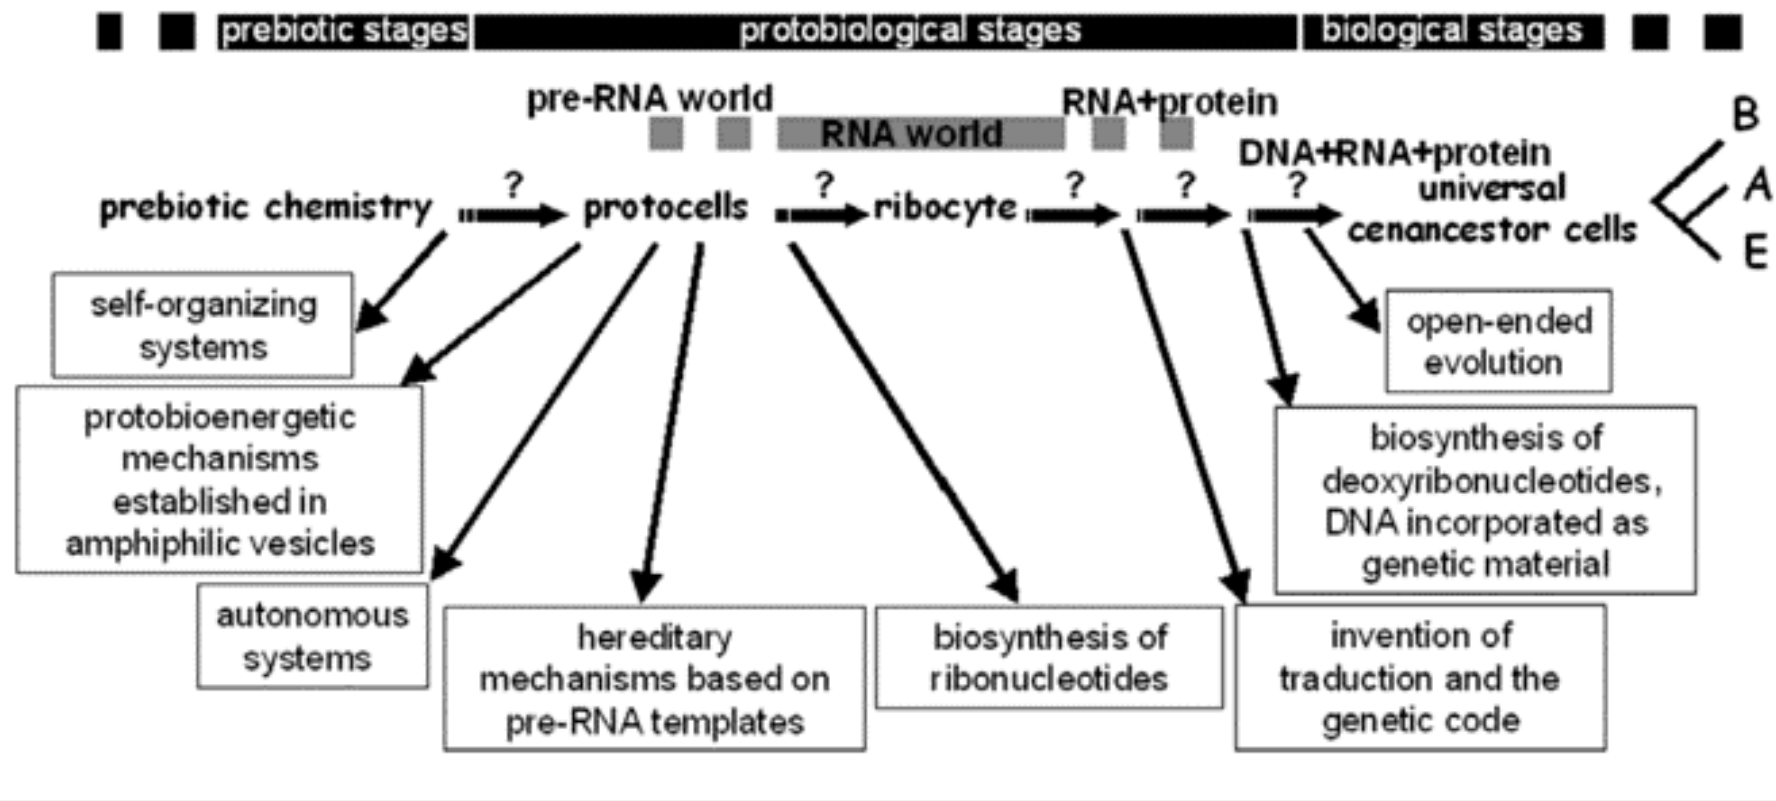 prebiotic stages
protobiological stages
biological stages
pre-RNA world
RNA world
RNA+protein
DNA+RNA+protein
B
A
E
prebiotic chemistry
?
protocells
?
ribocyte
?
?
?
universal
cenancestor cells
self-organizing
systems
protobioenergetic
mechanisms
established in
amphiphilic vesicles
autonomous
systems
hereditary
mechanisms based on
pre-RNA templates
biosynthesis of
ribonucleotides
invention of
traduction and the
genetic code
biosynthesis of
deoxyribonucleotides,
DNA incorporated as
genetic material
open-ended
evolution